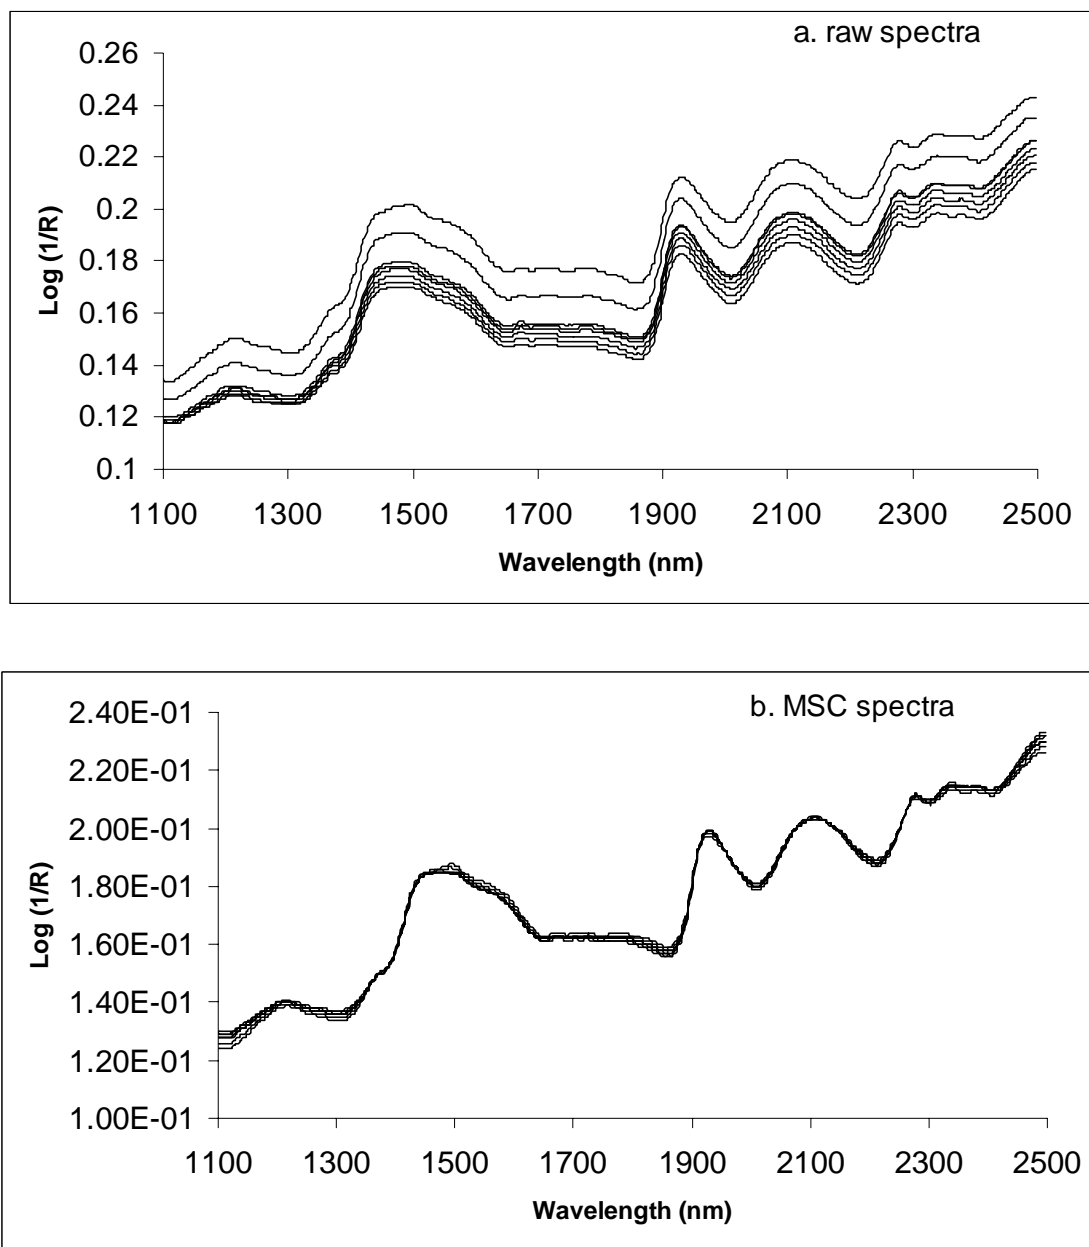 a. raw spectra
0.26
0.24
0.22
0.2
0.18
0.16
0.14
0.12
0.1
Log (1/R)
1100 1300 1500 1700 1900 2100 2300 2500
Wavelength (nm)
b. MSC spectra
2.40E-01
2.20E-01
2.00E-01
1.80E-01
1.60E-01
1.40E-01
1.20E-01
1.00E-01
Log (1/R)
1100 1300 1500 1700 1900 2100 2300 2500
Wavelength (nm)